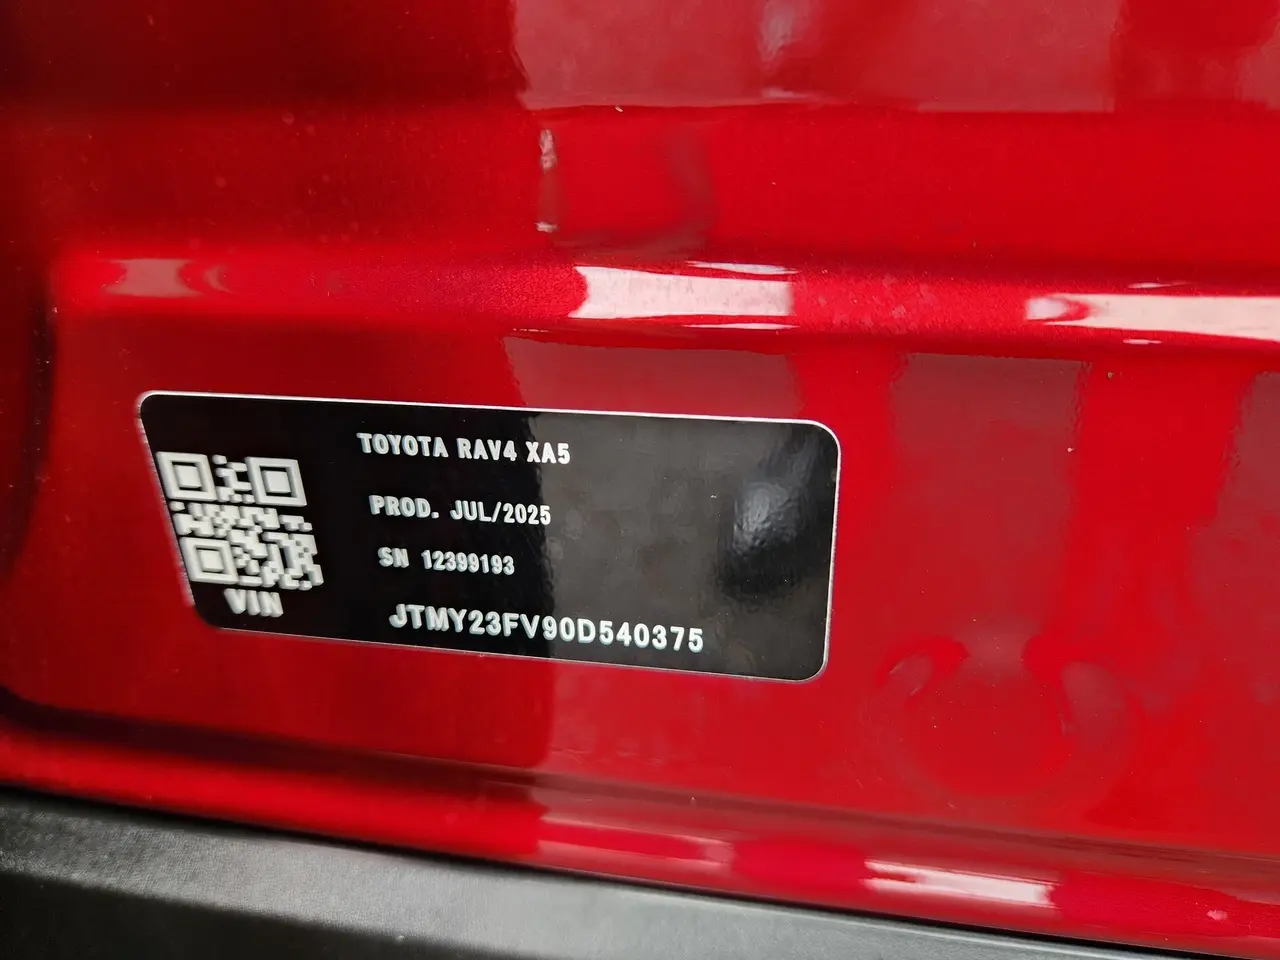 TOYOTA RAV4 XA5
PROD. JUL/2025
SN 12399193
VIN
JTMY23FV90D540375